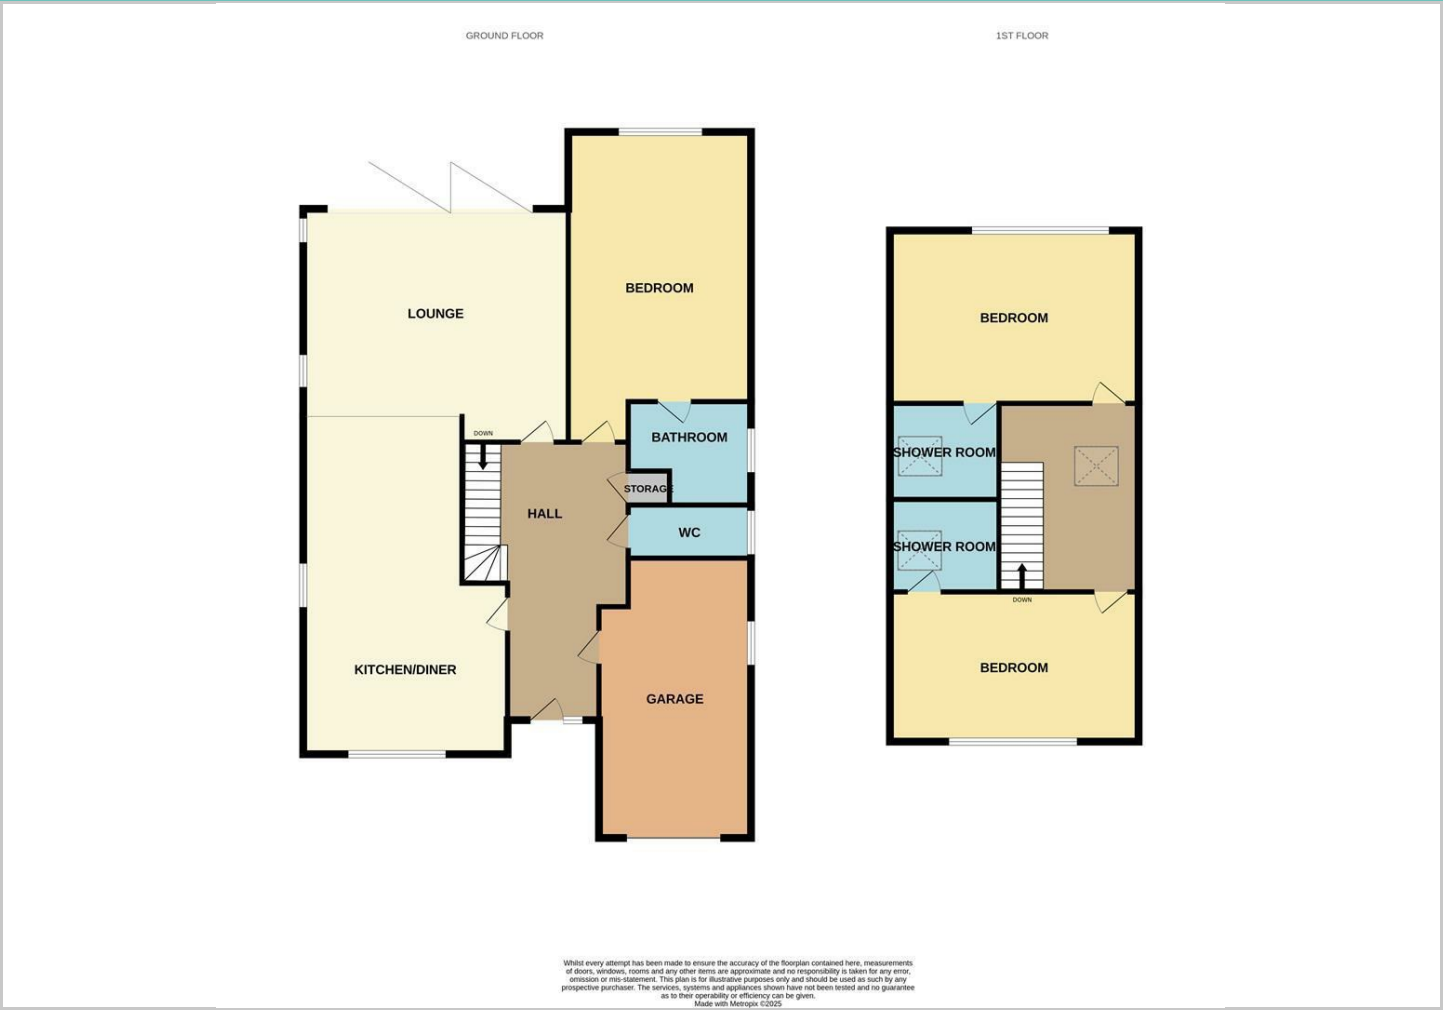 GROUND FLOOR
1ST FLOOR
LOUNGE
BEDROOM
DOWN
BATHROOM
STORAGE
HALL
WC
KITCHEN/DINER
GARAGE
BEDROOM
SHOWER ROOM
SHOWER ROOM
DOWN
BEDROOM
Whilst every attempt has been made to ensure the accuracy of the floorplan contained here, measurements
of doors, windows, rooms and any other items are approximate and no responsibility is taken for any error,
omission or mis-statement. This plan is for illustrative purposes only and should be used as such by any
prospective purchaser. The services, systems and appliances shown have not been tested and no guarantee
as to their operability or efficiency can be given.
Made with Metropix ©2025